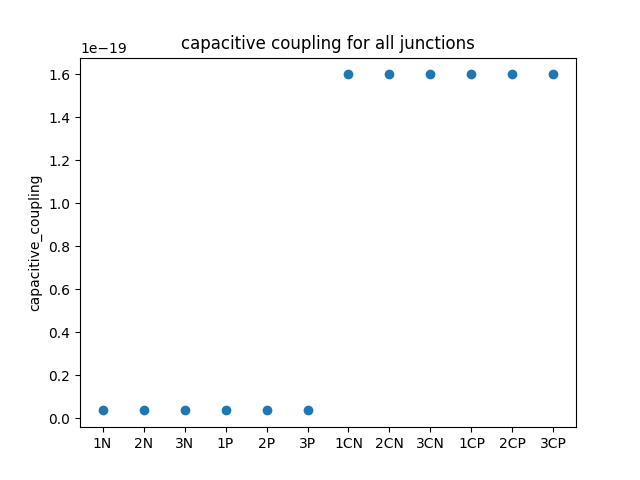 capacitive coupling for all junctions
1e−19
1.6
1.4
1.2
1.0
0.8
0.6
0.4
0.2
0.0
capacitive_coupling
1N 2N 3N 1P 2P 3P 1CN 2CN 3CN 1CP 2CP 3CP